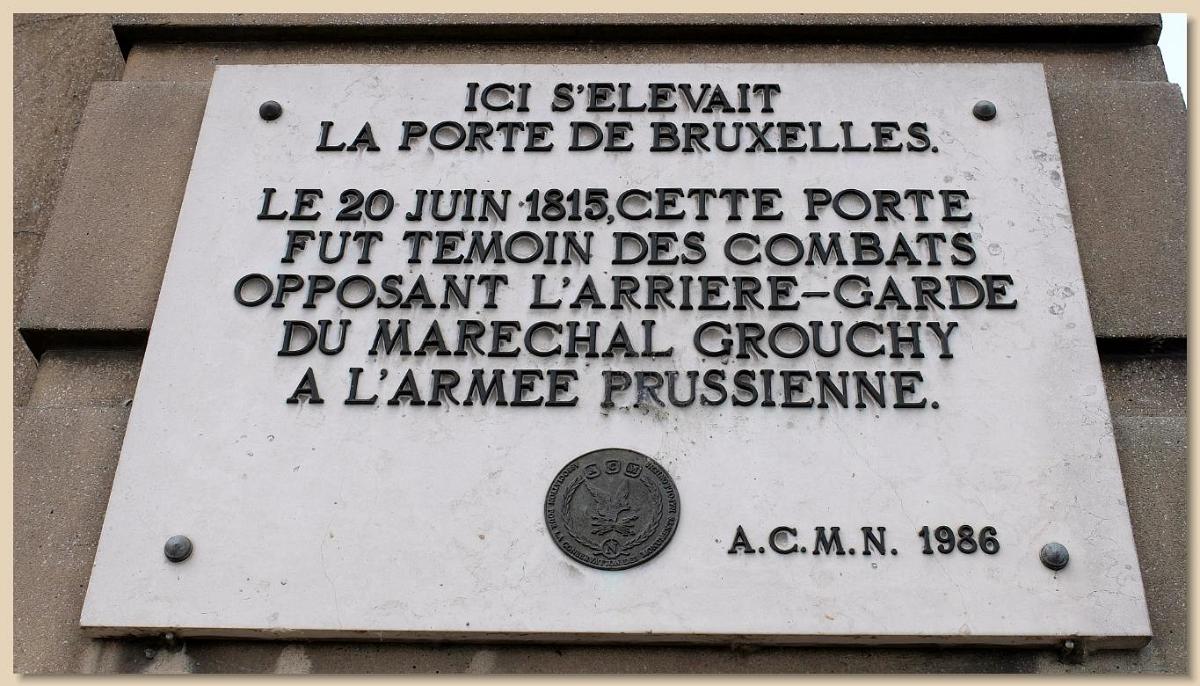 ICI S'ELEVAIT
LA PORTE DE BRUXELLES.
LE 20 JUIN 1815, CETTE PORTE
FUT TEMOIN DES COMBATS
OPPOSANT L'ARRIERE-GARDE
DU MARECHAL GROUCHY
A L'ARMEE PRUSSIENNE.
N
A.C.M.N. 1986